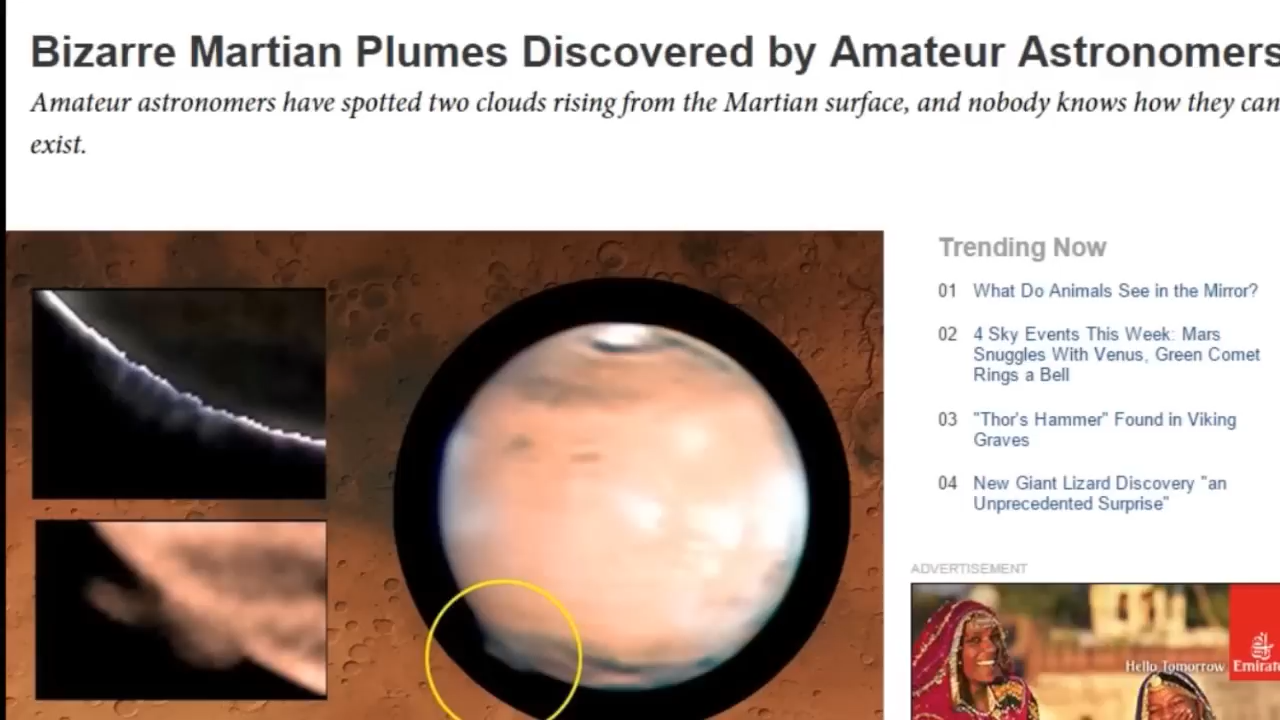 Bizarre Martian Plumes Discovered by Amateur Astronomers
Amateur astronomers have spotted two clouds rising from the Martian surface, and nobody knows how they can
exist.
Trending Now
01 What Do Animals See in the Mirror?
02 4 Sky Events This Week: Mars
Snuggles With Venus, Green Comet
Rings a Bell
03 "Thor's Hammer" Found in Viking
Graves
04 New Giant Lizard Discovery "an
Unprecedented Surprise"
ADVERTISEMENT
Hello Tomorrow
Emirate